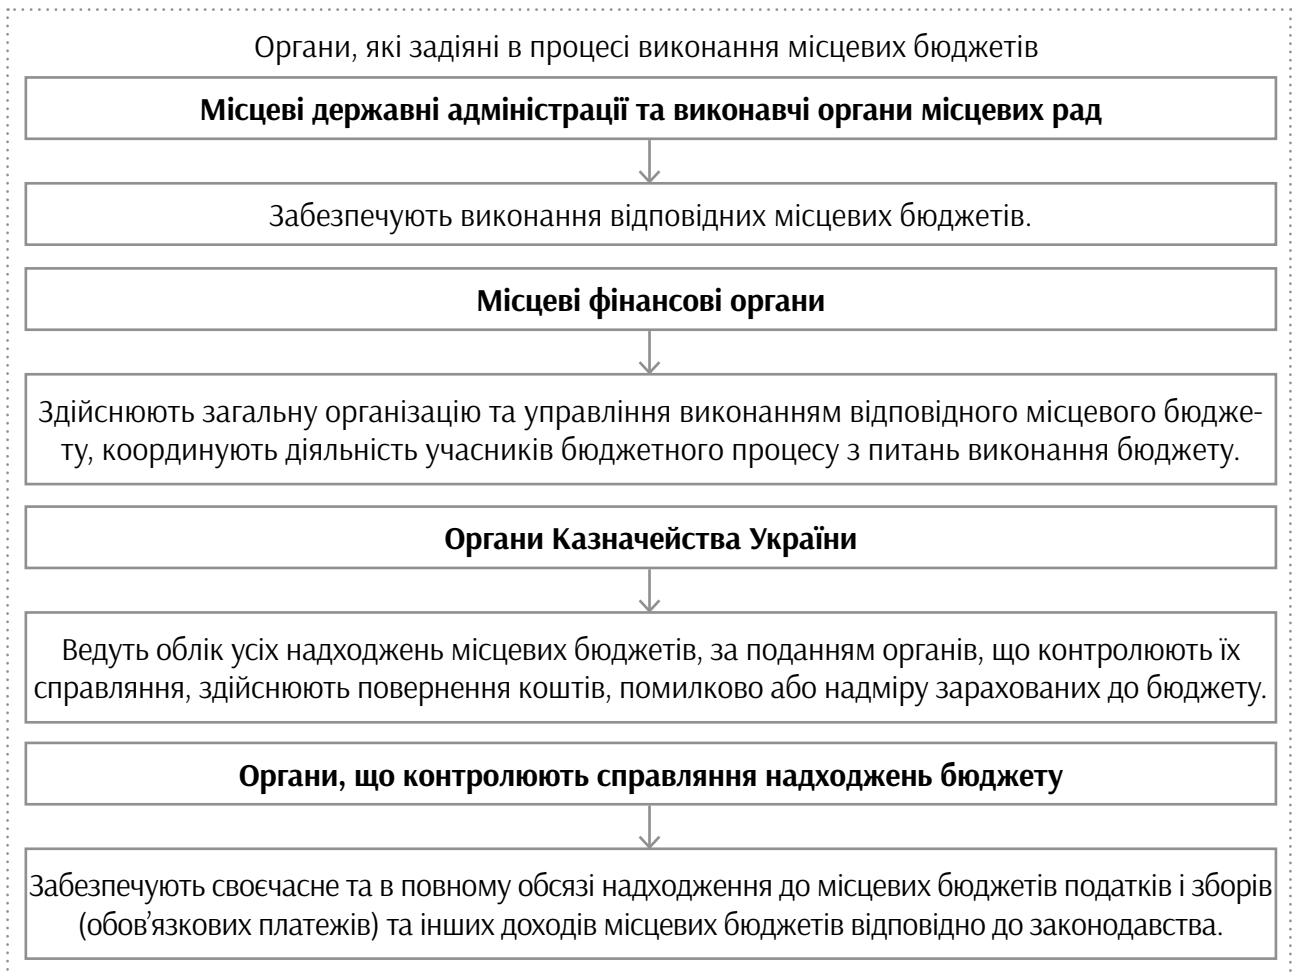 Органи, які задіяні в процесі виконання місцевих бюджетів
Місцеві державні адміністрації та виконавчі органи місцевих рад
Забезпечують виконання відповідних місцевих бюджетів.
Місцеві фінансові органи
Здійснюють загальну організацію та управління виконанням відповідного місцевого бюдже-
ту, координують діяльність учасників бюджетного процесу з питань виконання бюджету.
Органи Казначейства України
Ведуть облік усіх надходжень місцевих бюджетів, за поданням органів, що контролюють їх
справляння, здійснюють повернення коштів, помилково або надміру зарахованих до бюджету.
Органи, що контролюють справляння надходжень бюджету
Забезпечують своєчасне та в повному обсязі надходження до місцевих бюджетів податків і зборів
(обов’язкових платежів) та інших доходів місцевих бюджетів відповідно до законодавства.